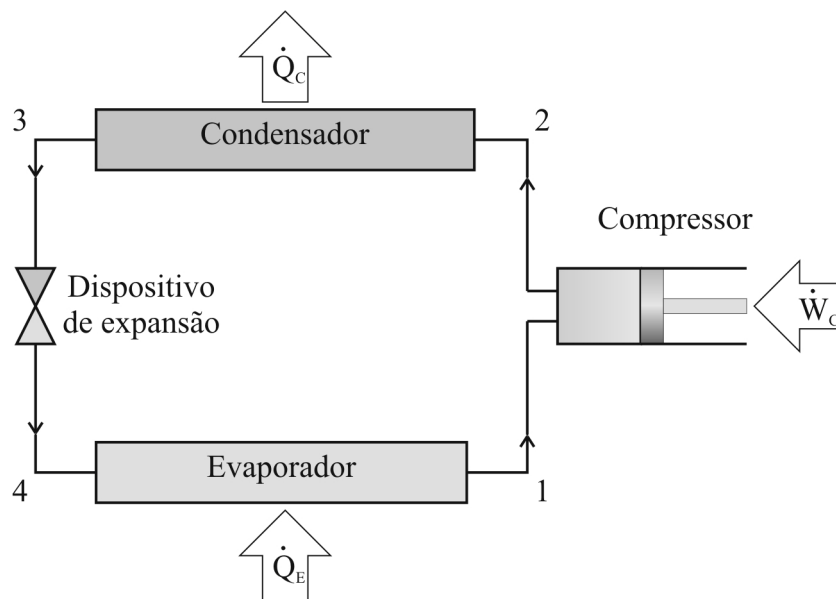 Q̇C
3
Condensador
2
Compressor
Dispositivo
de expansão
ẆC
Evaporador
4
1
Q̇E